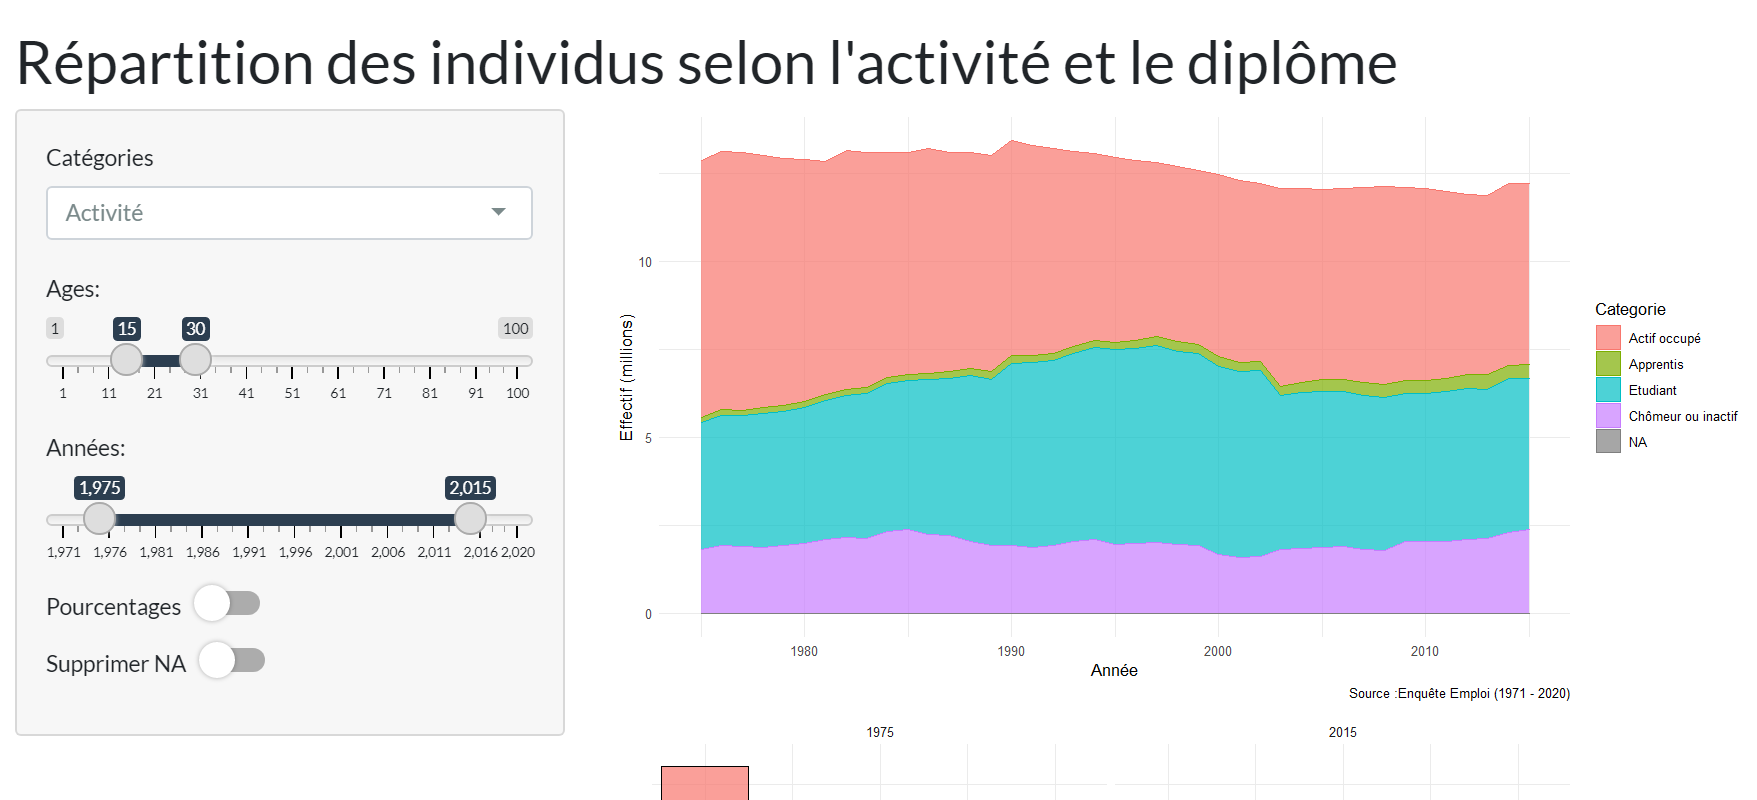 Répartition des individus selon l'activité et le diplôme
Catégories
Activité
Ages:
1 15 30 100
1 11 21 31 41 51 61 71 81 91 100
Années:
1,975 2,015
1,971 1,976 1,981 1,986 1,991 1,996 2,001 2,006 2,011 2,016 2,020
Pourcentages
Supprimer NA
Effectif (millions)
10
5
0
1980 1990 2000 2010
Année
Source :Enquête Emploi (1971 - 2020)
Categorie
Actif occupé
Apprentis
Etudiant
Chômeur ou inactif
NA
1975 2015